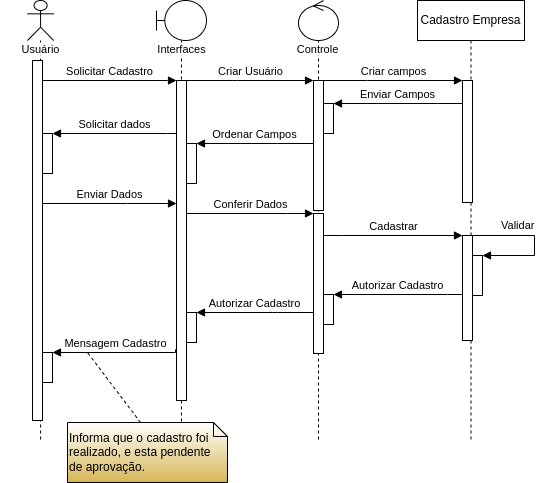 Cadastro Empresa
Usuário
Interfaces
Controle
Solicitar Cadastro
Criar Usuário
Criar campos
Enviar Campos
Solicitar dados
Ordenar Campos
Enviar Dados
Conferir Dados
Cadastrar
Validar
Autorizar Cadastro
Autorizar Cadastro
Mensagem Cadastro
Informa que o cadastro foi
realizado, e esta pendente
de aprovação.